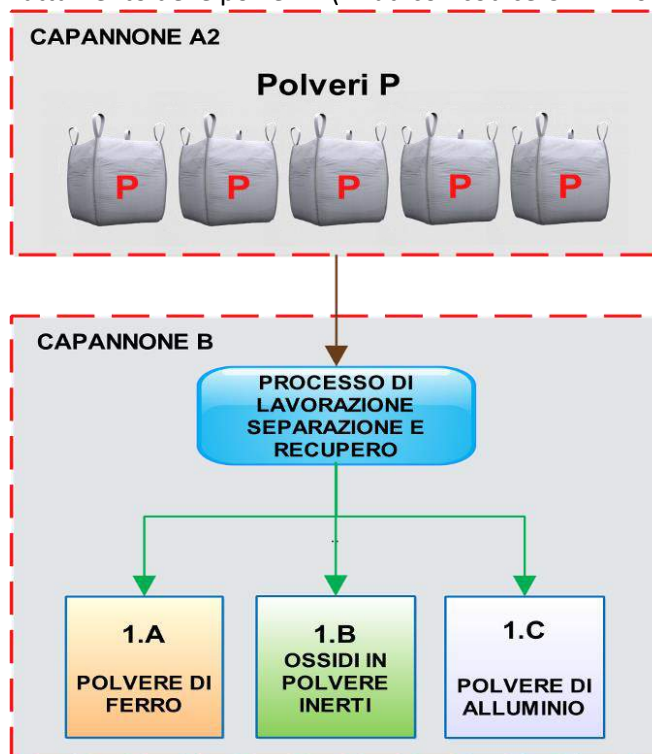 CAPANNONE A2
Polveri P
P P P P P
CAPANNONE B
PROCESSO DI
LAVORAZIONE
SEPARAZIONE E
RECUPERO
1.A
POLVERE DI
FERRO
1.B
OSSIDI IN
POLVERE
INERTI
1.C
POLVERE DI
ALLUMINIO